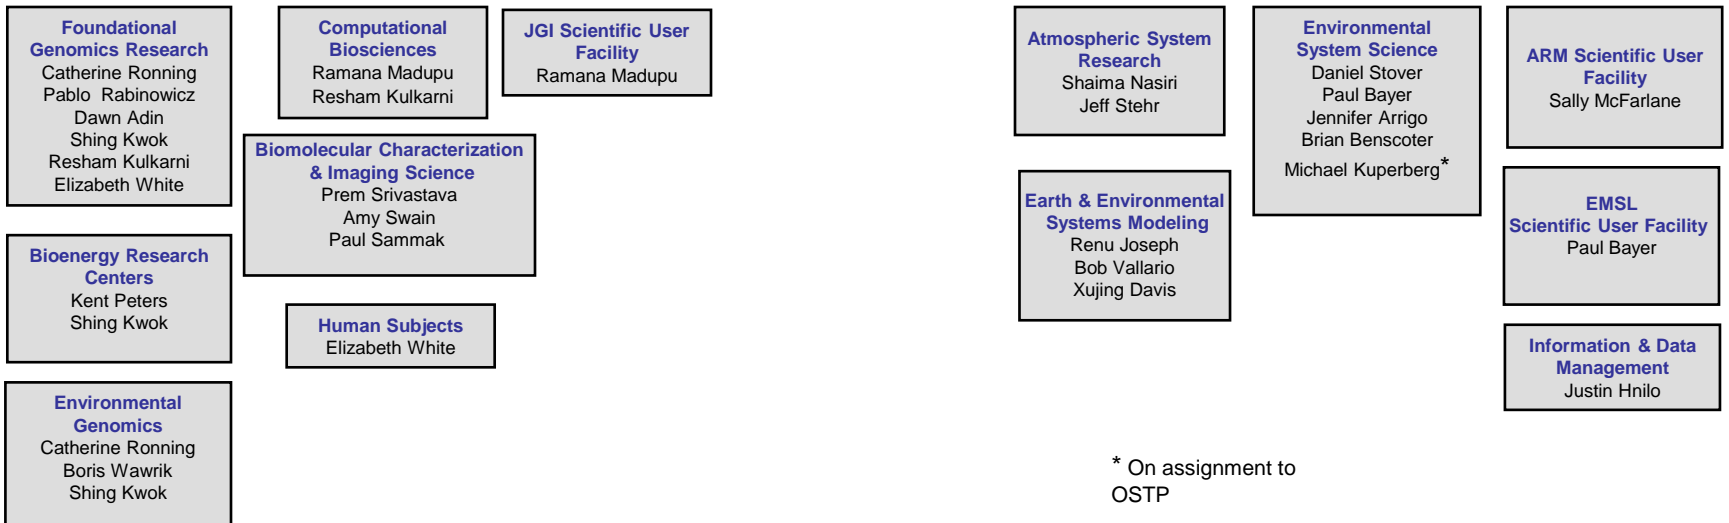 Foundational
Genomics Research
Catherine Ronning
Pablo Rabinowicz
Dawn Adin
Shing Kwok
Resham Kulkarni
Elizabeth White
Bioenergy Research
Centers
Kent Peters
Shing Kwok
Environmental
Genomics
Catherine Ronning
Boris Wawrik
Shing Kwok
Computational
Biosciences
Ramana Madupu
Resham Kulkarni
Biomolecular Characterization
& Imaging Science
Prem Srivastava
Amy Swain
Paul Sammak
Human Subjects
Elizabeth White
JGI Scientific User
Facility
Ramana Madupu
Atmospheric System
Research
Shaima Nasiri
Jeff Stehr
Earth & Environmental
Systems Modeling
Renu Joseph
Bob Vallario
Xujing Davis
Environmental
System Science
Daniel Stover
Paul Bayer
Jennifer Arrigo
Brian Benscoter
Michael Kuperberg*
ARM Scientific User
Facility
Sally McFarlane
EMSL
Scientific User Facility
Paul Bayer
Information & Data
Management
Justin Hnilo
* On assignment to
OSTP